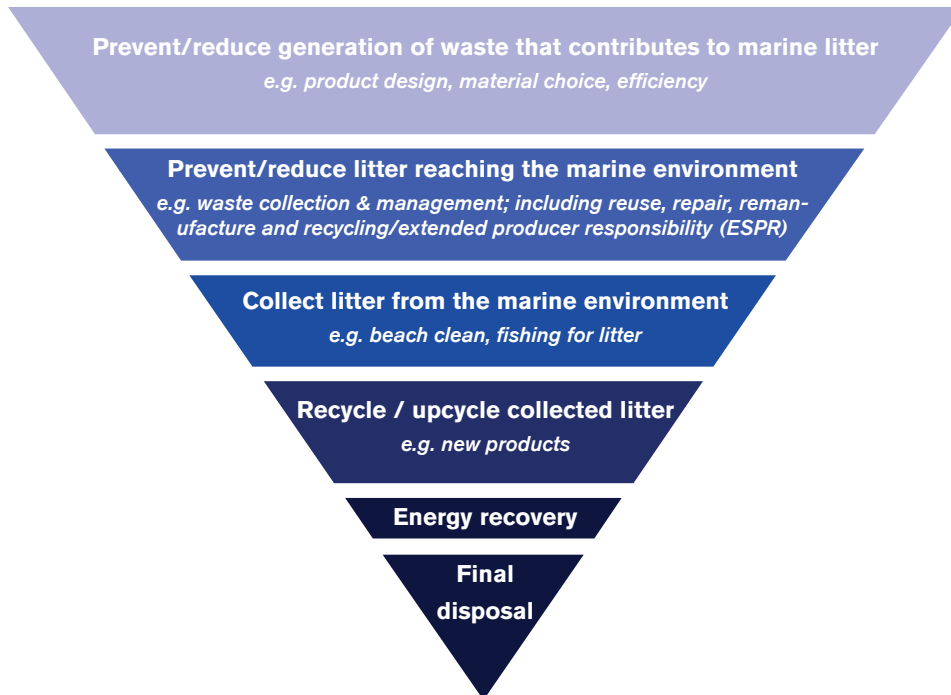 Prevent/reduce generation of waste that contributes to marine litter
e.g. product design, material choice, efficiency
Prevent/reduce litter reaching the marine environment
e.g. waste collection & management; including reuse, repair, reman-
ufacture and recycling/extended producer responsibility (ESPR)
Collect litter from the marine environment
e.g. beach clean, fishing for litter
Recycle / upcycle collected litter
e.g. new products
Energy recovery
Final
disposal